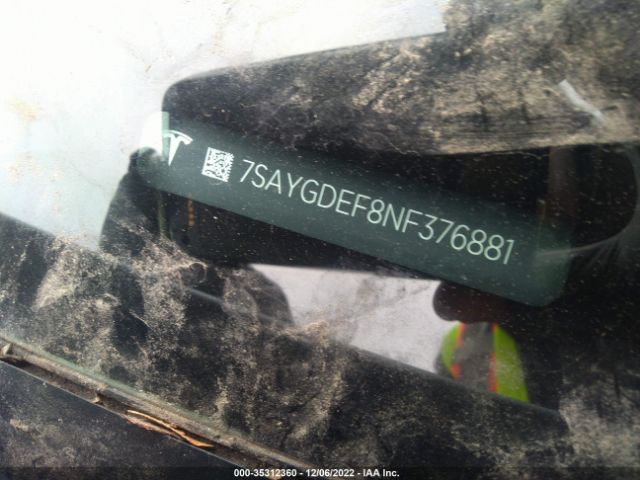 7SAYGDEF8NF376881
000-35312360 - 12/06/2022 - IAA Inc.